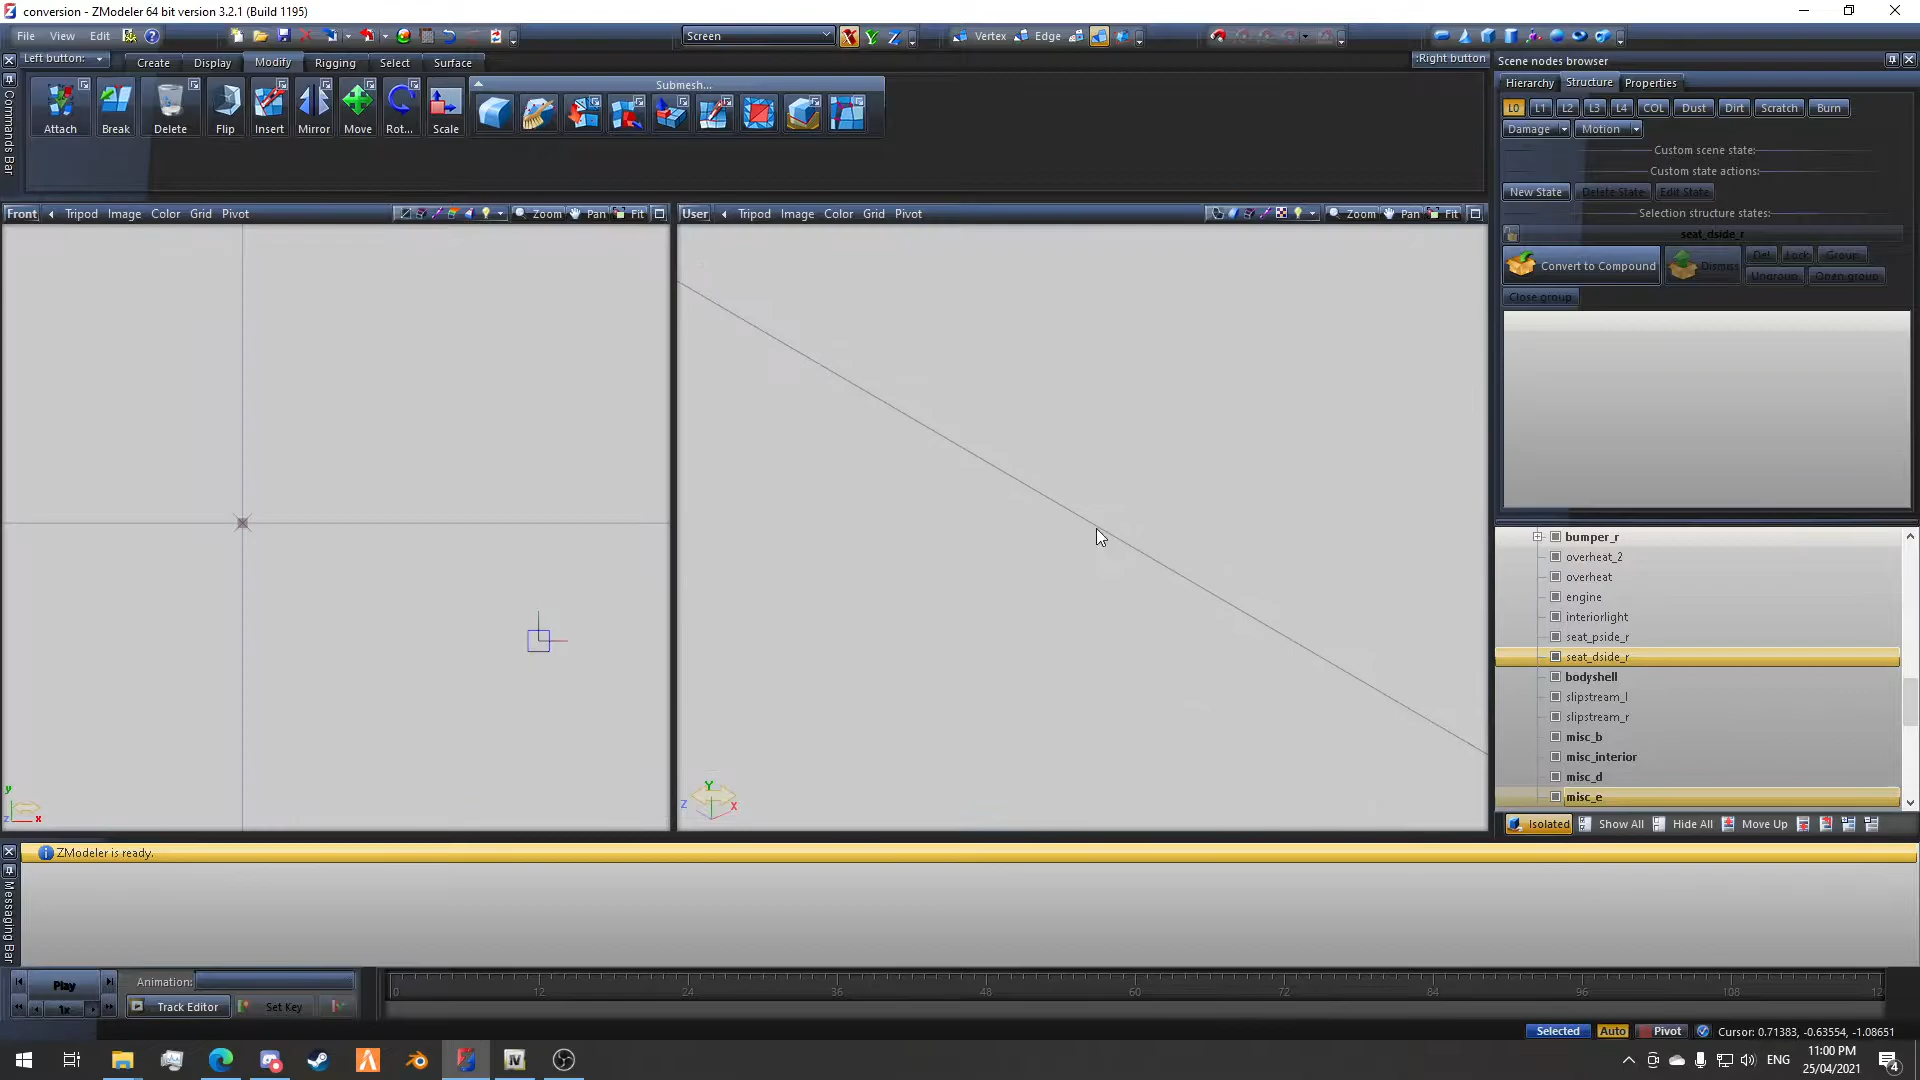 conversion - ZModeler 64 bit version 3.2.1 (Build 1195)
File View Edit
Screen
X Y Z
Vertex Edge
Left button:
Create Display Modify Rigging Select Surface
:Right button
Scene nodes browser
Hierarchy Structure Properties
Submesh...
L0 L1 L2 L3 L4 COL Dust Dirt Scratch Burn
Attach Break Delete Flip Insert Mirror Move Rot... Scale
Damage Motion
Commands Bar
Custom scene state:
Custom state actions:
New State Delete State Edit State
Selection structure states:
Front Tripod Image Color Grid Pivot
Zoom Pan Fit
User Tripod Image Color Grid Pivot
Zoom Pan Fit
seat_dside_r
Convert to Compound Dismiss Del Lock Group
Ungroup Open group
Close group
bumper_r
overheat_2
overheat
engine
interiorlight
seat_pside_r
seat_dside_r
bodyshell
slipstream_l
slipstream_r
misc_b
misc_interior
misc_d
misc_e
y
z x
Y
Z X
Isolated Show All Hide All Move Up
ZModeler is ready.
Messaging Bar
Play
1x
Animation:
Track Editor Set Key
0 12 24 36 48 60 72 84 96 108 12
Selected Auto Pivot Cursor: 0.71383, -0.63554, -1.08651
ENG
11:00 PM
25/04/2021
4